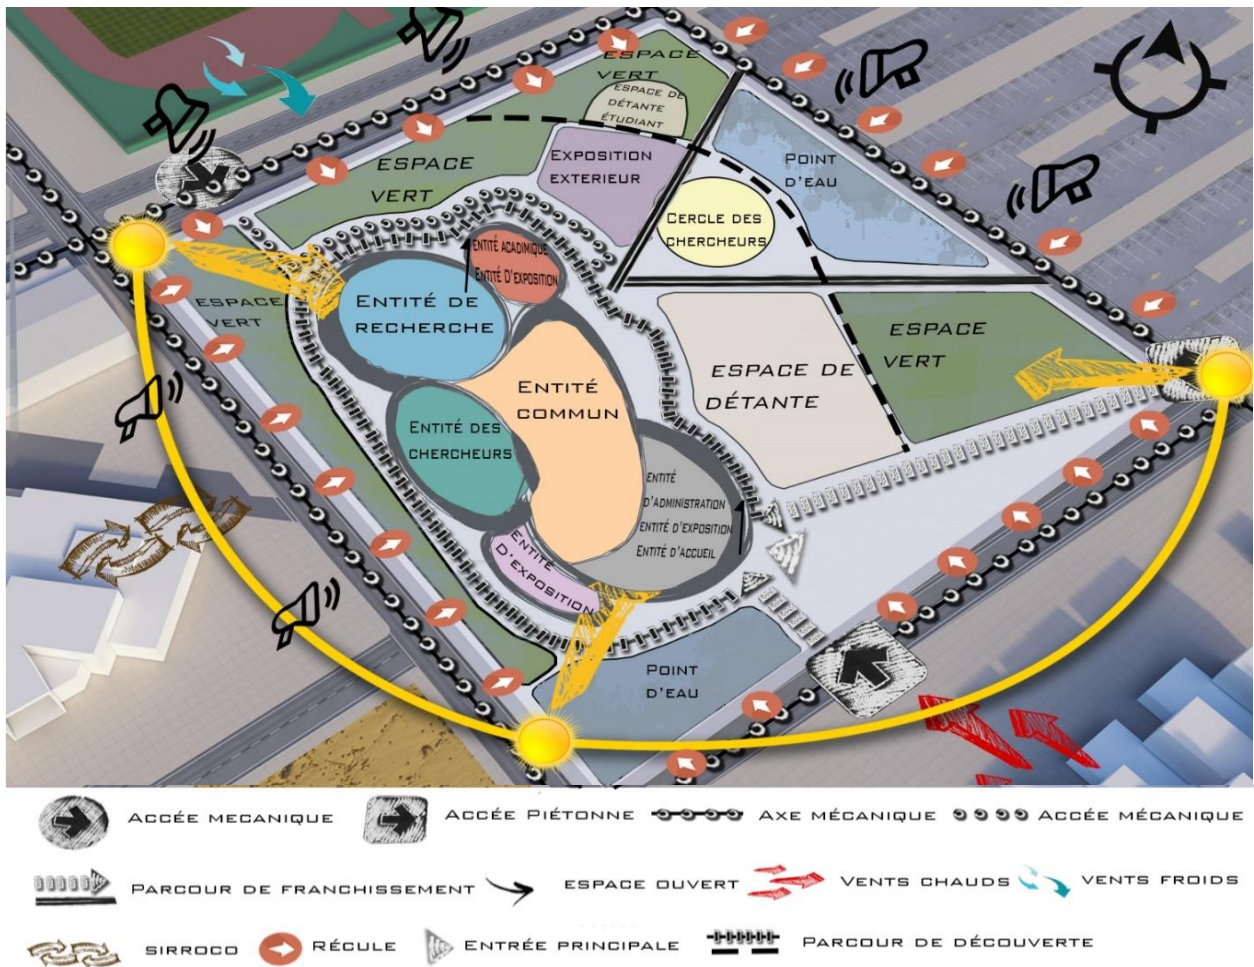 ESPACE
VERT
ESPACE DE
DÉTANTE
ÉTUDIANT
ESPACE
VERT
EXPOSITION
EXTERIEUR
POINT
D'EAU
CERCLE DES
CHERCHEURS
ENTITÉ ACADIMIQUE
ENTITÉ D'EXPOSITION
ESPACE
VERT
ENTITÉ DE
RECHERCHE
ESPACE
VERT
ESPACE DE
DÉTANTE
ENTITÉ
COMMUN
ENTITÉ DES
CHERCHEURS
ENTITÉ
D'ADMINISTRATION
ENTITÉ D'EXPOSITION
ENTITÉ D'ACCUEIL
ENTITÉ
D'EXPOSITION
POINT
D'EAU
ACCÉE MECANIQUE
ACCÉE PIÉTONNE
AXE MÉCANIQUE
ACCÉE MÉCANIQUE
PARCOUR DE FRANCHISSEMENT
ESPACE OUVERT
VENTS CHAUDS
VENTS FROIDS
SIRROCO
RÉCULE
ENTRÉE PRINCIPALE
PARCOUR DE DÉCOUVERTE